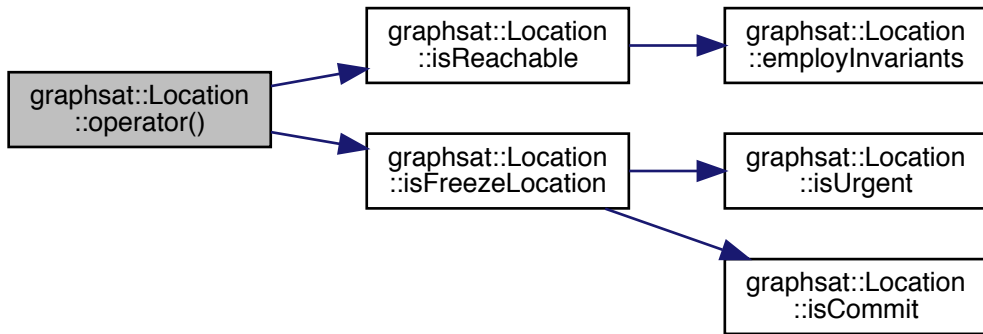 graphsat::Location
::operator()
graphsat::Location
::isReachable
graphsat::Location
::employInvariants
graphsat::Location
::isFreezeLocation
graphsat::Location
::isUrgent
graphsat::Location
::isCommit